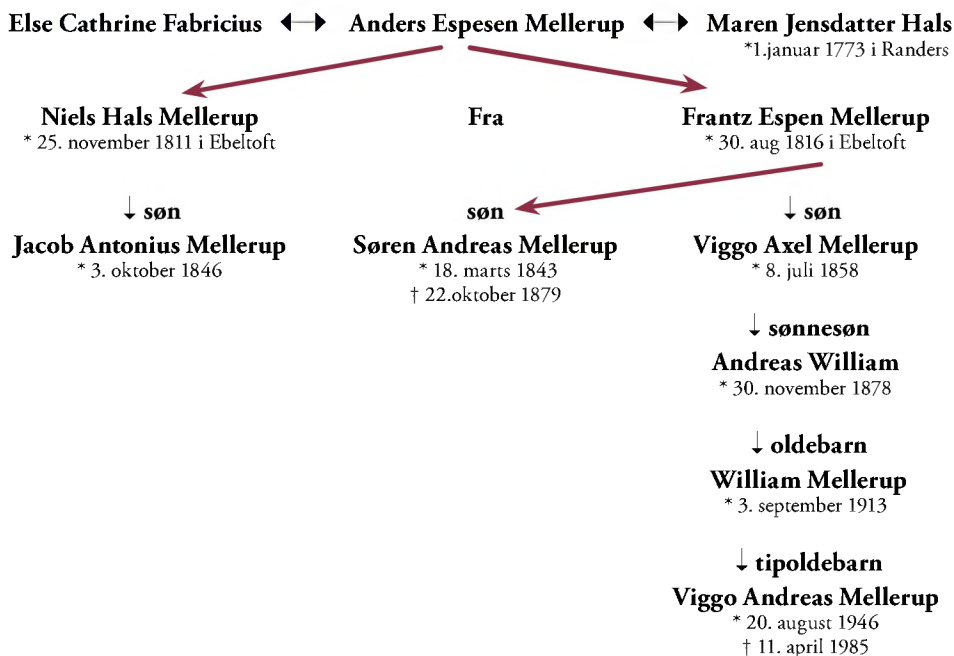 Else Cathrine Fabricius ↔ Anders Espesen Mellerup ↔ Maren Jensdatter Hals
*1.januar 1773 i Randers
Niels Hals Mellerup Fra Frantz Espen Mellerup
* 25. november 1811 i Ebeltoft * 30. aug 1816 i Ebeltoft
↓ søn søn ↓ søn
Jacob Antonius Mellerup Søren Andreas Mellerup Viggo Axel Mellerup
* 3. oktober 1846 * 18. marts 1843 * 8. juli 1858
† 22.oktober 1879
↓ sønnesøn
Andreas William
* 30. november 1878
↓ oldebarn
William Mellerup
* 3. september 1913
↓ tipoldebarn
Viggo Andreas Mellerup
* 20. august 1946
† 11. april 1985